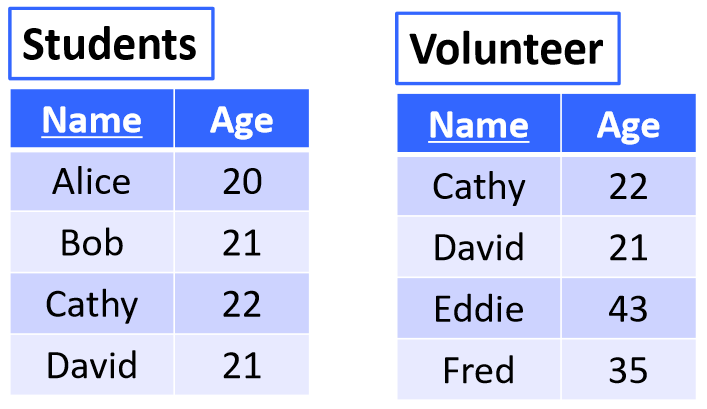 Students
Name Age
Alice 20
Bob 21
Cathy 22
David 21
Volunteer
Name Age
Cathy 22
David 21
Eddie 43
Fred 35